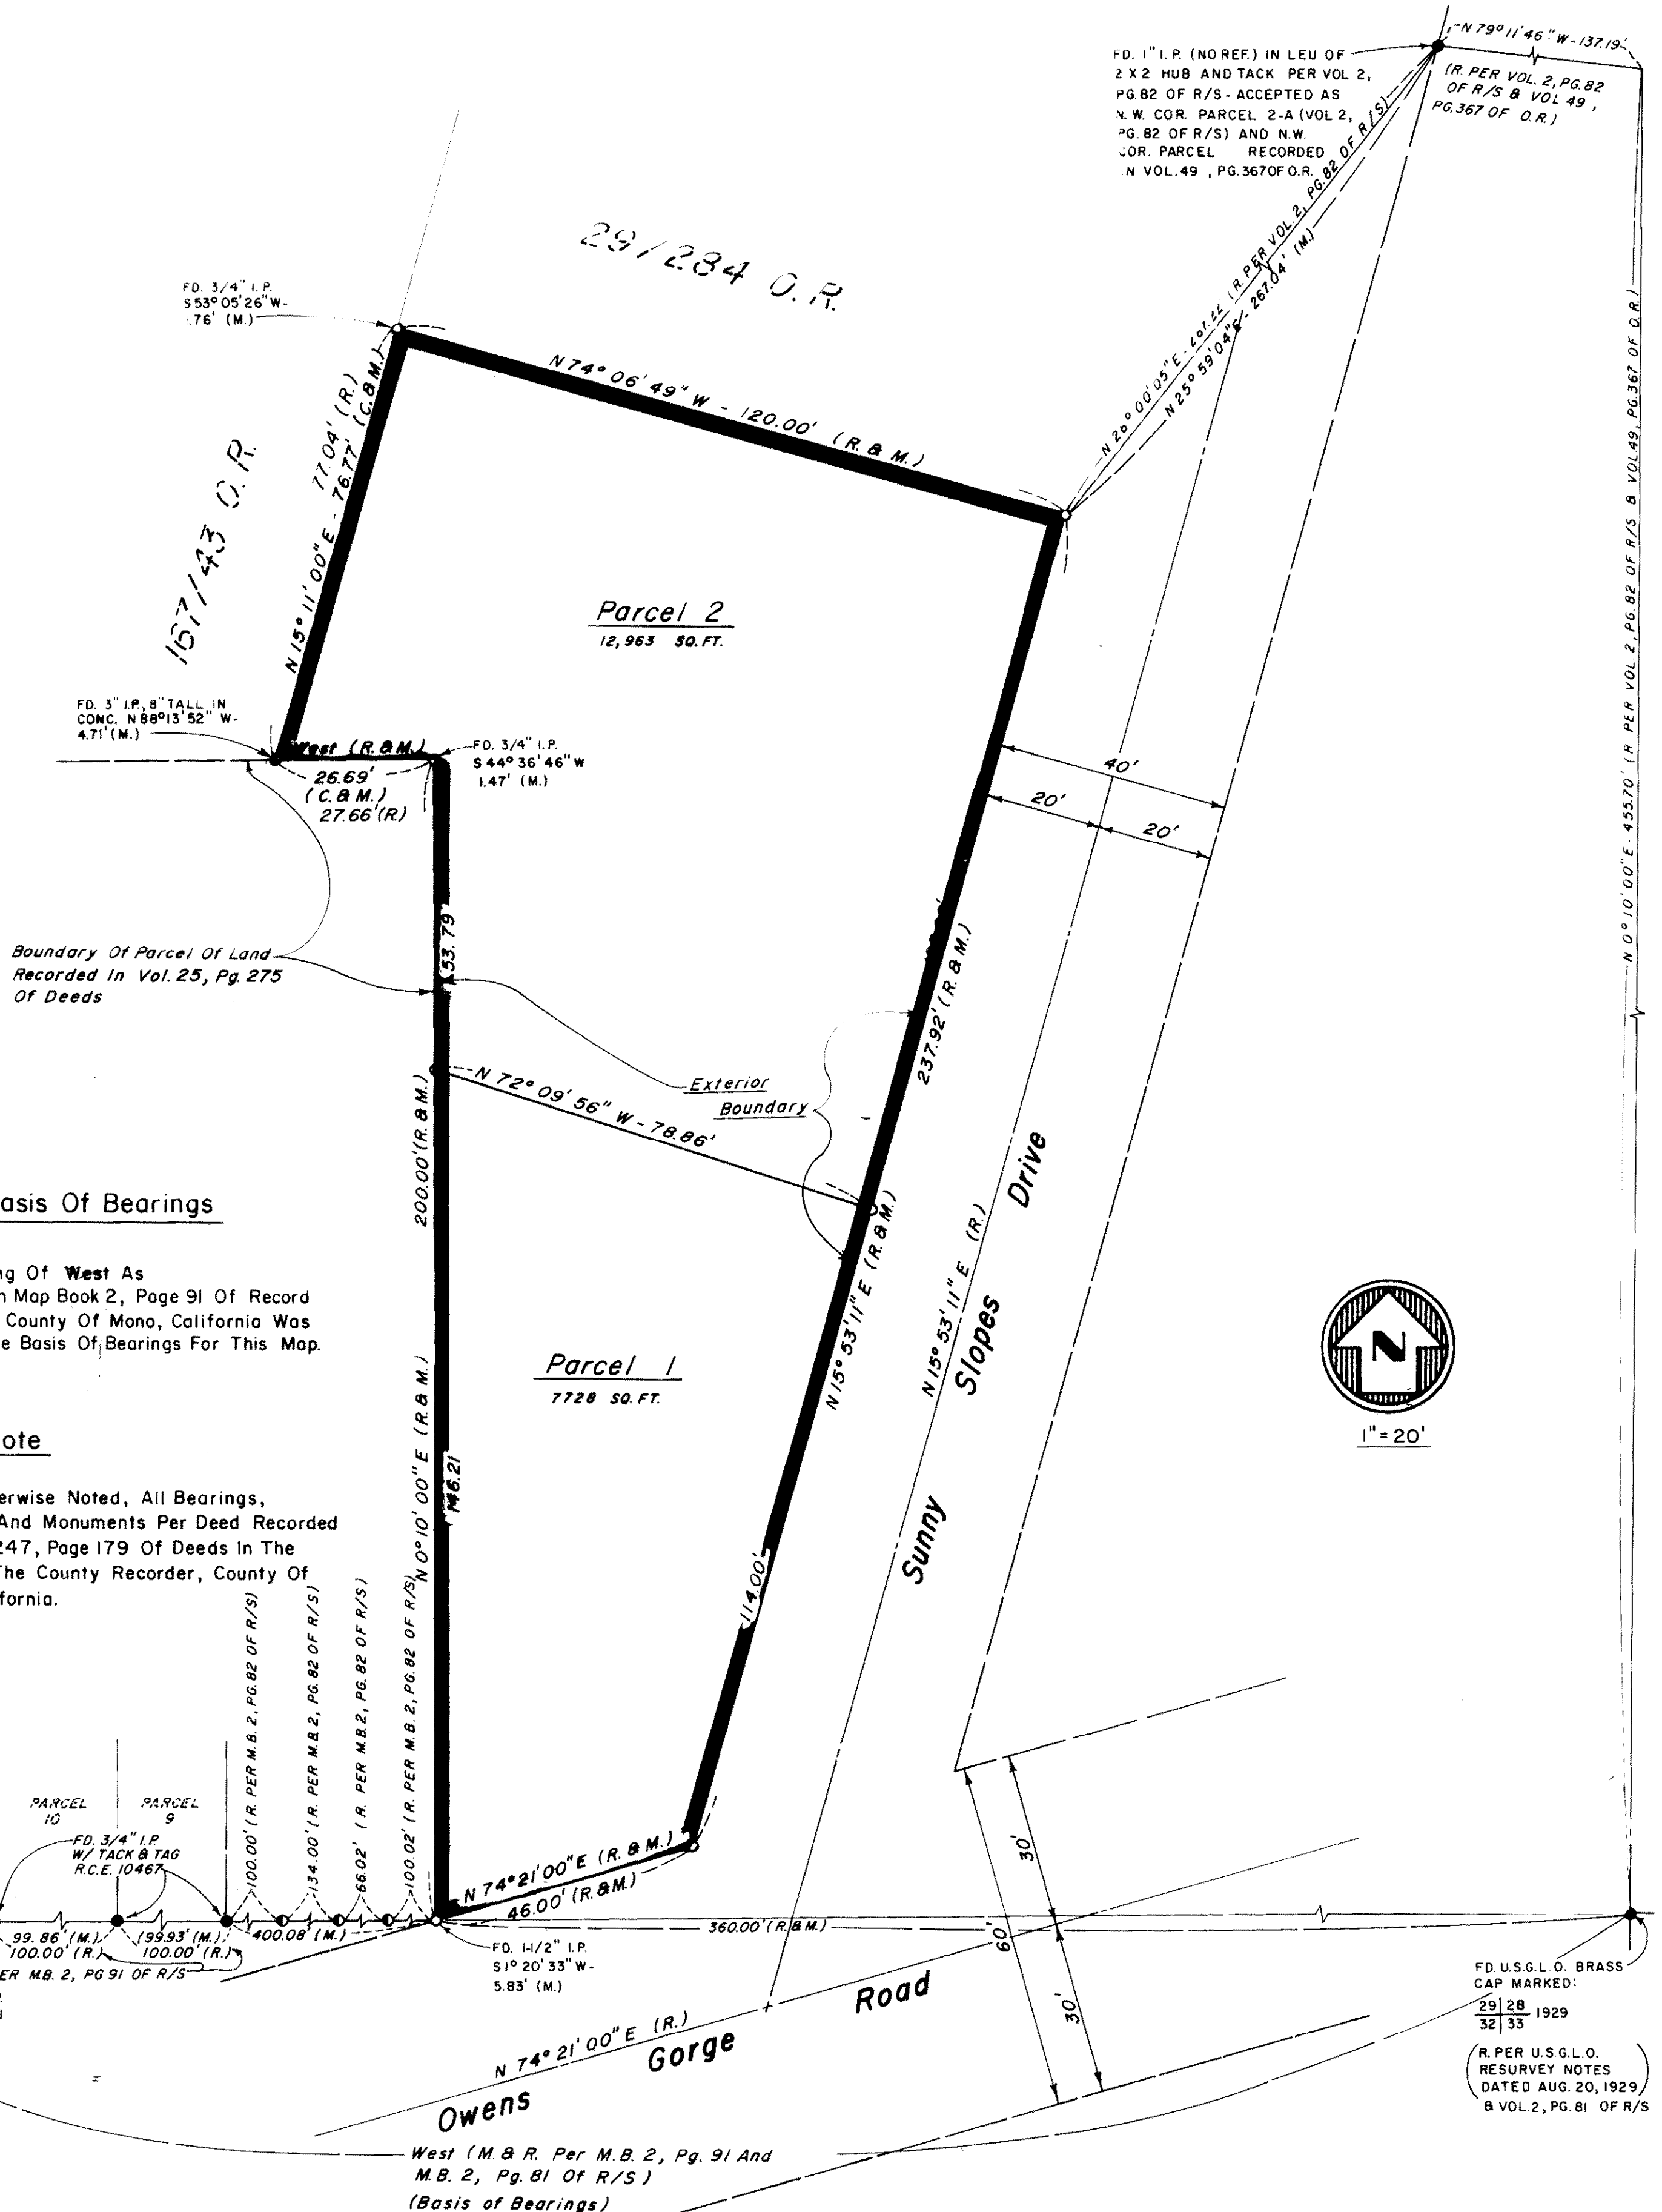 N 79° 11' 46" W - 137.19'
(R. PER VOL. 2, PG. 82
OF R/S & VOL 49,
PG. 367 OF O.R.)
FD. 1" I.P. (NO REF.) IN LEU OF
2 X 2 HUB AND TACK PER VOL 2,
PG. 82 OF R/S - ACCEPTED AS
N. W. COR. PARCEL 2-A (VOL 2,
PG. 82 OF R/S) AND N.W.
COR. PARCEL RECORDED
IN VOL. 49, PG. 367 OF O.R.
29/284 O.R.
FD. 3/4" I.P.
S 53° 05' 26" W -
1.76' (M.)
N 74° 06' 49" W - 120.00' (R. & M.)
N 26° 00' 05" E - (R. PER VOL. 2, PG. 82 OF R/S)
N 25° 59' 04" E - 267.04' (M.)
77.04' (R.)
N 15° 11' 00" E - 76.77' (C. & M.)
167/43 O.R.
Parcel 2
12,963 SQ. FT.
N 0° 10' 00" E - 455.70' (R. PER VOL. 2, PG. 82 OF R/S & VOL. 49, PG. 367 OF O.R.)
FD. 3" I.P., 8" TALL IN
CONC. N 88° 13' 52" W -
4.71' (M.)
West (R. & M.)
26.69'
(C. & M.)
27.66' (R)
FD. 3/4" I.P.
S 44° 36' 46" W
1.47' (M.)
40'
20'
20'
53.79'
Boundary Of Parcel Of Land
Recorded In Vol. 25, Pg. 275
Of Deeds
237.92' (R. & M.)
N 72° 09' 56" W - 78.86'
Exterior
Boundary
200.00' (R. & M.)
N 15° 53' 11" E (R. & M.)
N 15° 53' 11" E (R.)
Sunny Slopes Drive
asis Of Bearings
ng Of West As
n Map Book 2, Page 91 Of Record
County Of Mono, California Was
e Basis Of Bearings For This Map.
Parcel 1
7728 SQ. FT.
N
1" = 20'
N 0° 10' 00" E (R. & M.)
146.21
ote
erwise Noted, All Bearings,
And Monuments Per Deed Recorded
247, Page 179 Of Deeds In The
The County Recorder, County Of
fornia.
114.00'
100.00' (R. PER M.B. 2, PG. 82 OF R/S)
134.00' (R. PER M.B. 2, PG. 82 OF R/S)
66.02' (R. PER M.B. 2, PG. 82 OF R/S)
100.02' (R. PER M.B. 2, PG. 82 OF R/S)
PARCEL
10
PARCEL
9
FD. 3/4" I.P.
W/ TACK & TAG
R.C.E. 10467
N 74° 21' 00" E (R. & M.)
46.00' (R. & M.)
99.86' (M.)
100.00' (R.)
(99.93' (M.)
100.00' (R.)
400.08' (M.)
360.00' (R. & M.)
ER M.B. 2, PG 91 OF R/S
FD. 1-1/2" I.P.
S 1° 20' 33" W -
5.83' (M.)
30'
60'
30'
FD. U.S.G.L.O. BRASS
CAP MARKED:
29|28
32|33 1929
(R. PER U.S.G.L.O.
RESURVEY NOTES
DATED AUG. 20, 1929
& VOL. 2, PG. 81 OF R/S
N 74° 21' 00" E (R.)
Owens Gorge Road
West (M & R. Per M.B. 2, Pg. 91 And
M.B. 2, Pg. 81 Of R/S)
(Basis of Bearings)